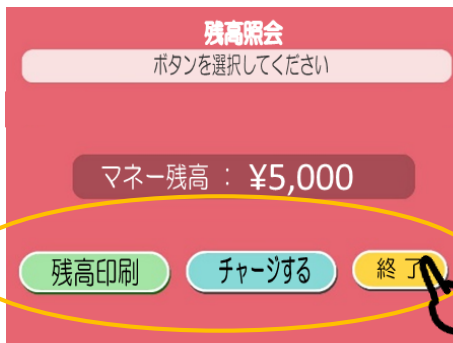 残高照会
ボタンを選択してください
マネー残高 : ¥5,000
残高印刷 チャージする 終了